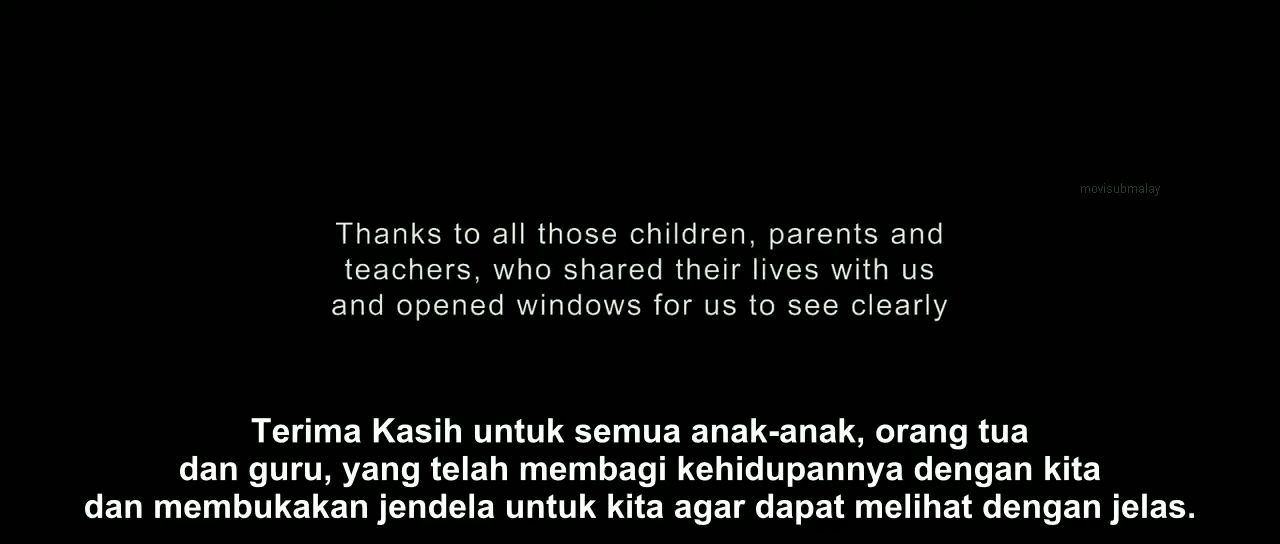 movisubmalay
Thanks to all those children, parents and
teachers, who shared their lives with us
and opened windows for us to see clearly
Terima Kasih untuk semua anak-anak, orang tua
dan guru, yang telah membagi kehidupannya dengan kita
dan membukakan jendela untuk kita agar dapat melihat dengan jelas.